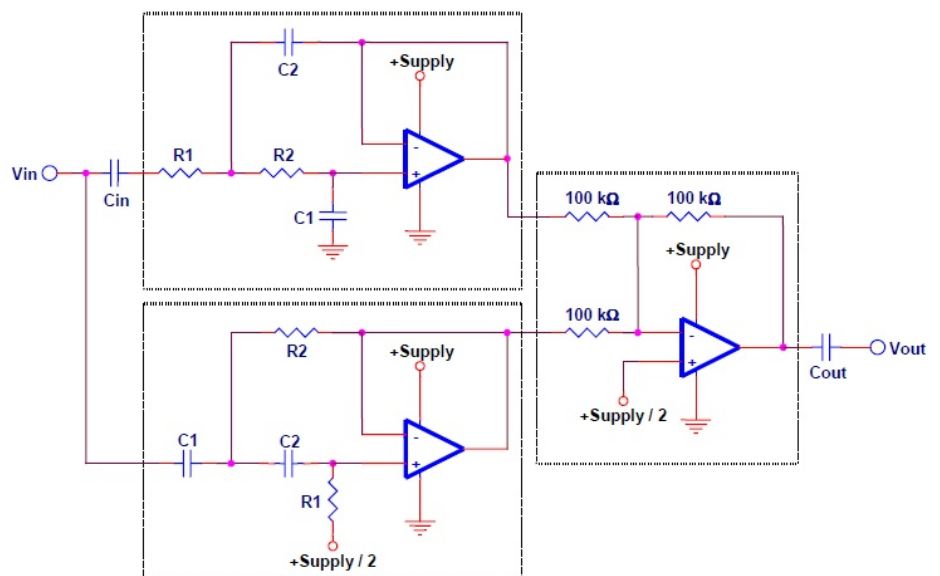 C2
+Supply
Vin
Cin
R1
R2
-
+
C1
100 kΩ
100 kΩ
+Supply
100 kΩ
-
+
Vout
Cout
+Supply / 2
R2
+Supply
C1
C2
-
+
R1
+Supply / 2